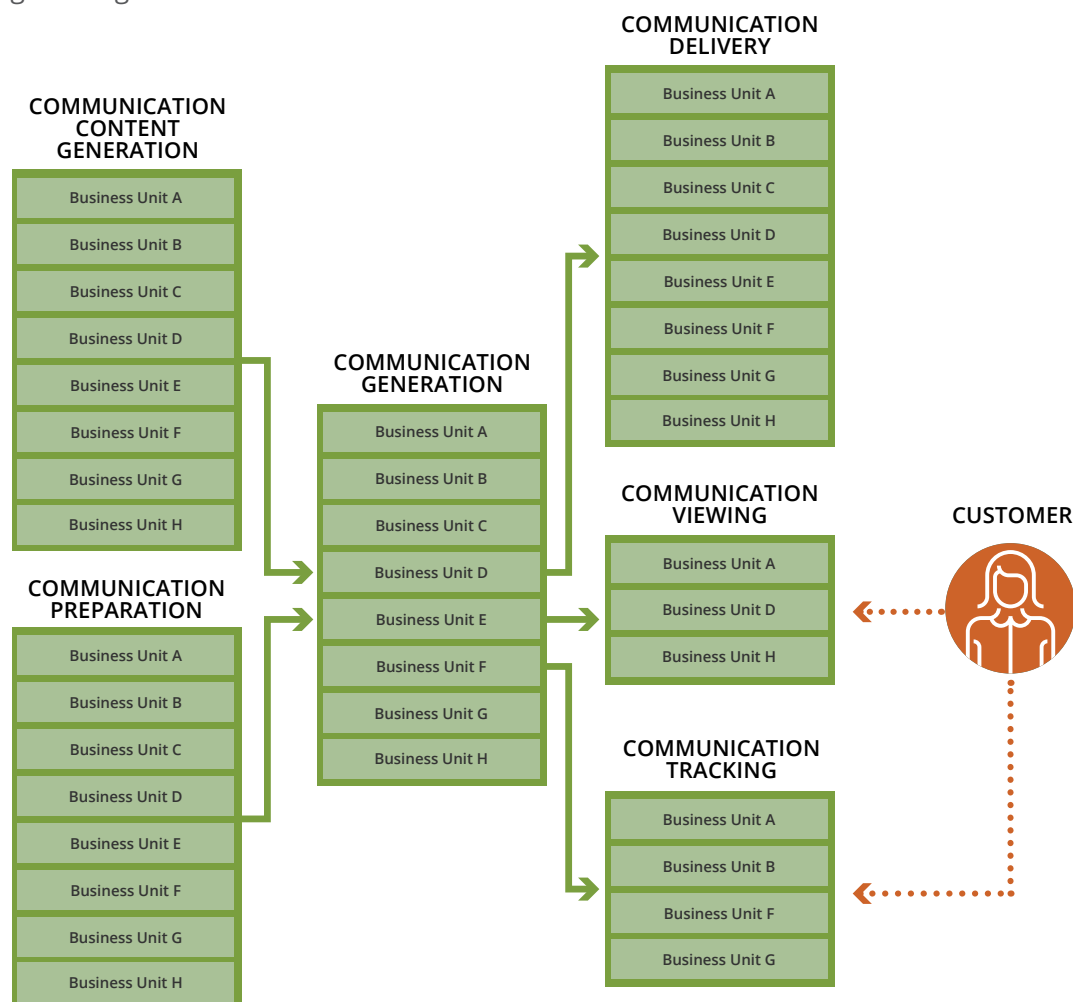 COMMUNICATION
CONTENT
GENERATION
Business Unit A
Business Unit B
Business Unit C
Business Unit D
Business Unit E
Business Unit F
Business Unit G
Business Unit H
COMMUNICATION
PREPARATION
Business Unit A
Business Unit B
Business Unit C
Business Unit D
Business Unit E
Business Unit F
Business Unit G
Business Unit H
COMMUNICATION
GENERATION
Business Unit A
Business Unit B
Business Unit C
Business Unit D
Business Unit E
Business Unit F
Business Unit G
Business Unit H
COMMUNICATION
DELIVERY
Business Unit A
Business Unit B
Business Unit C
Business Unit D
Business Unit E
Business Unit F
Business Unit G
Business Unit H
COMMUNICATION
VIEWING
Business Unit A
Business Unit D
Business Unit H
COMMUNICATION
TRACKING
Business Unit A
Business Unit B
Business Unit F
Business Unit G
CUSTOMER